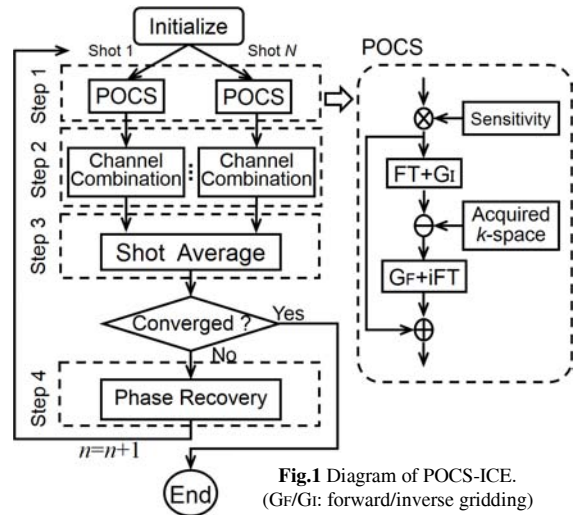 Initialize
Shot 1
Shot N
Step 1
POCS
POCS
Step 2
Channel
Combination
Channel
Combination
Step 3
Shot Average
Converged ?
Yes
No
Step 4
Phase Recovery
n=n+1
End
POCS
Sensitivity
FT+GI
Acquired
k-space
GF+iFT
Fig.1 Diagram of POCS-ICE.
(GF/GI: forward/inverse gridding)